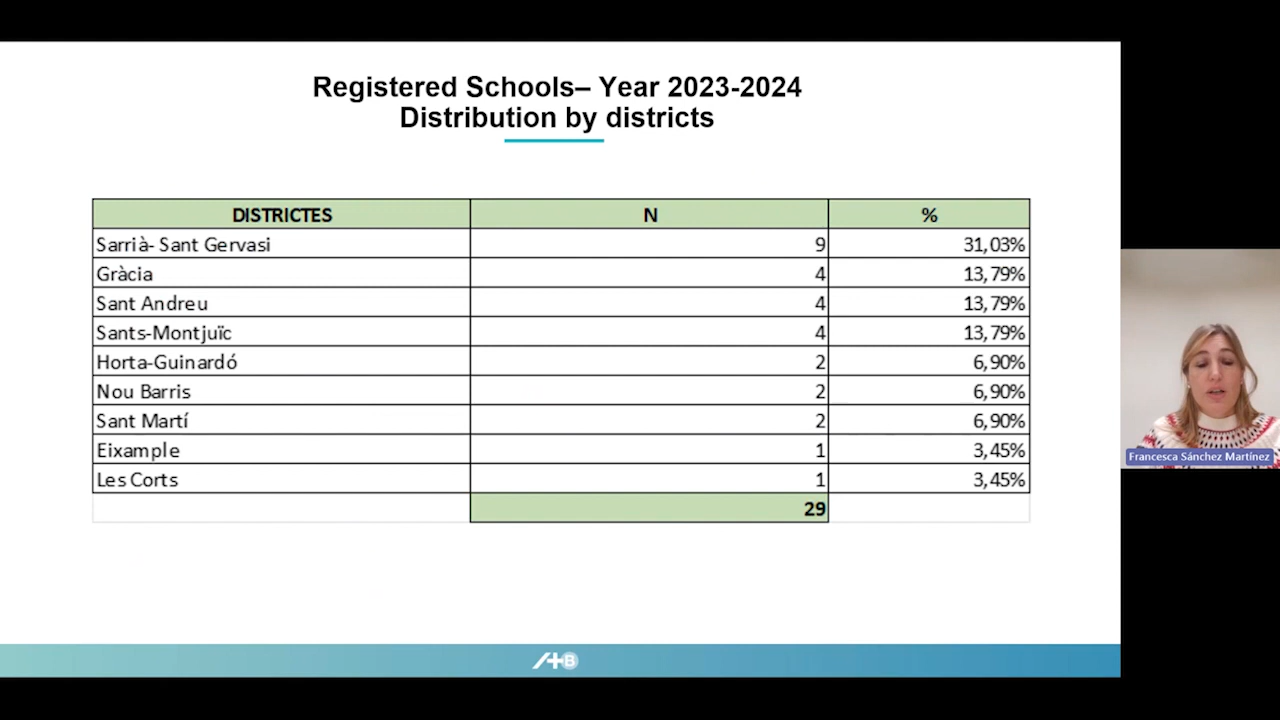 Registered Schools– Year 2023-2024
Distribution by districts
DISTRICTES N %
Sarrià- Sant Gervasi 9 31,03%
Gràcia 4 13,79%
Sant Andreu 4 13,79%
Sants-Montjuïc 4 13,79%
Horta-Guinardó 2 6,90%
Nou Barris 2 6,90%
Sant Martí 2 6,90%
Eixample 1 3,45%
Les Corts 1 3,45%
29
Francesca Sánchez Martínez
B